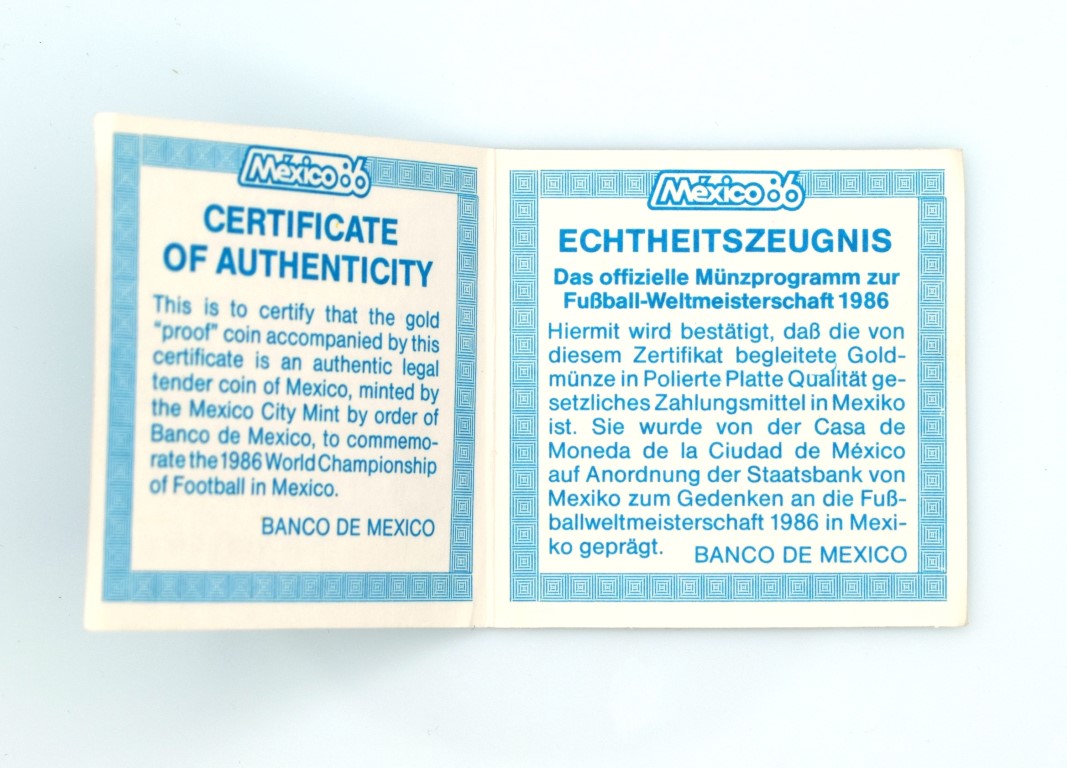 México86
CERTIFICATE
OF AUTHENTICITY
This is to certify that the gold
"proof" coin accompanied by this
certificate is an authentic legal
tender coin of Mexico, minted by
the Mexico City Mint by order of
Banco de Mexico, to commemo-
rate the 1986 World Championship
of Football in Mexico.
BANCO DE MEXICO
México86
ECHTHEITSZEUGNIS
Das offizielle Münzprogramm zur
Fußball-Weltmeisterschaft 1986
Hiermit wird bestätigt, daß die von
diesem Zertifikat begleitete Gold-
münze in Polierte Platte Qualität ge-
setzliches Zahlungsmittel in Mexiko
ist. Sie wurde von der Casa de
Moneda de la Ciudad de México
auf Anordnung der Staatsbank von
Mexiko zum Gedenken an die Fuß-
ballweltmeisterschaft 1986 in Mexi-
ko geprägt.
BANCO DE MEXICO